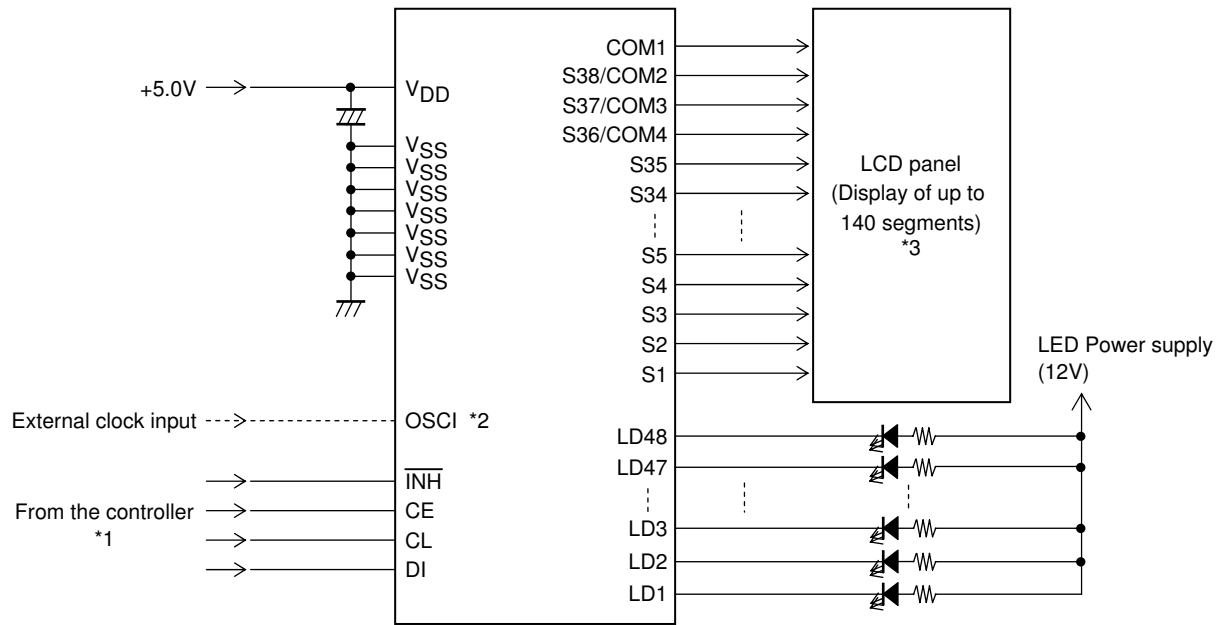 +5.0V
VDD
VSS
VSS
VSS
VSS
VSS
VSS
VSS
External clock input
OSCI *2
From the controller
*1
INH
CE
CL
DI
COM1
S38/COM2
S37/COM3
S36/COM4
S35
S34
S5
S4
S3
S2
S1
LD48
LD47
LD3
LD2
LD1
LCD panel
(Display of up to
140 segments)
*3
LED Power supply
(12V)